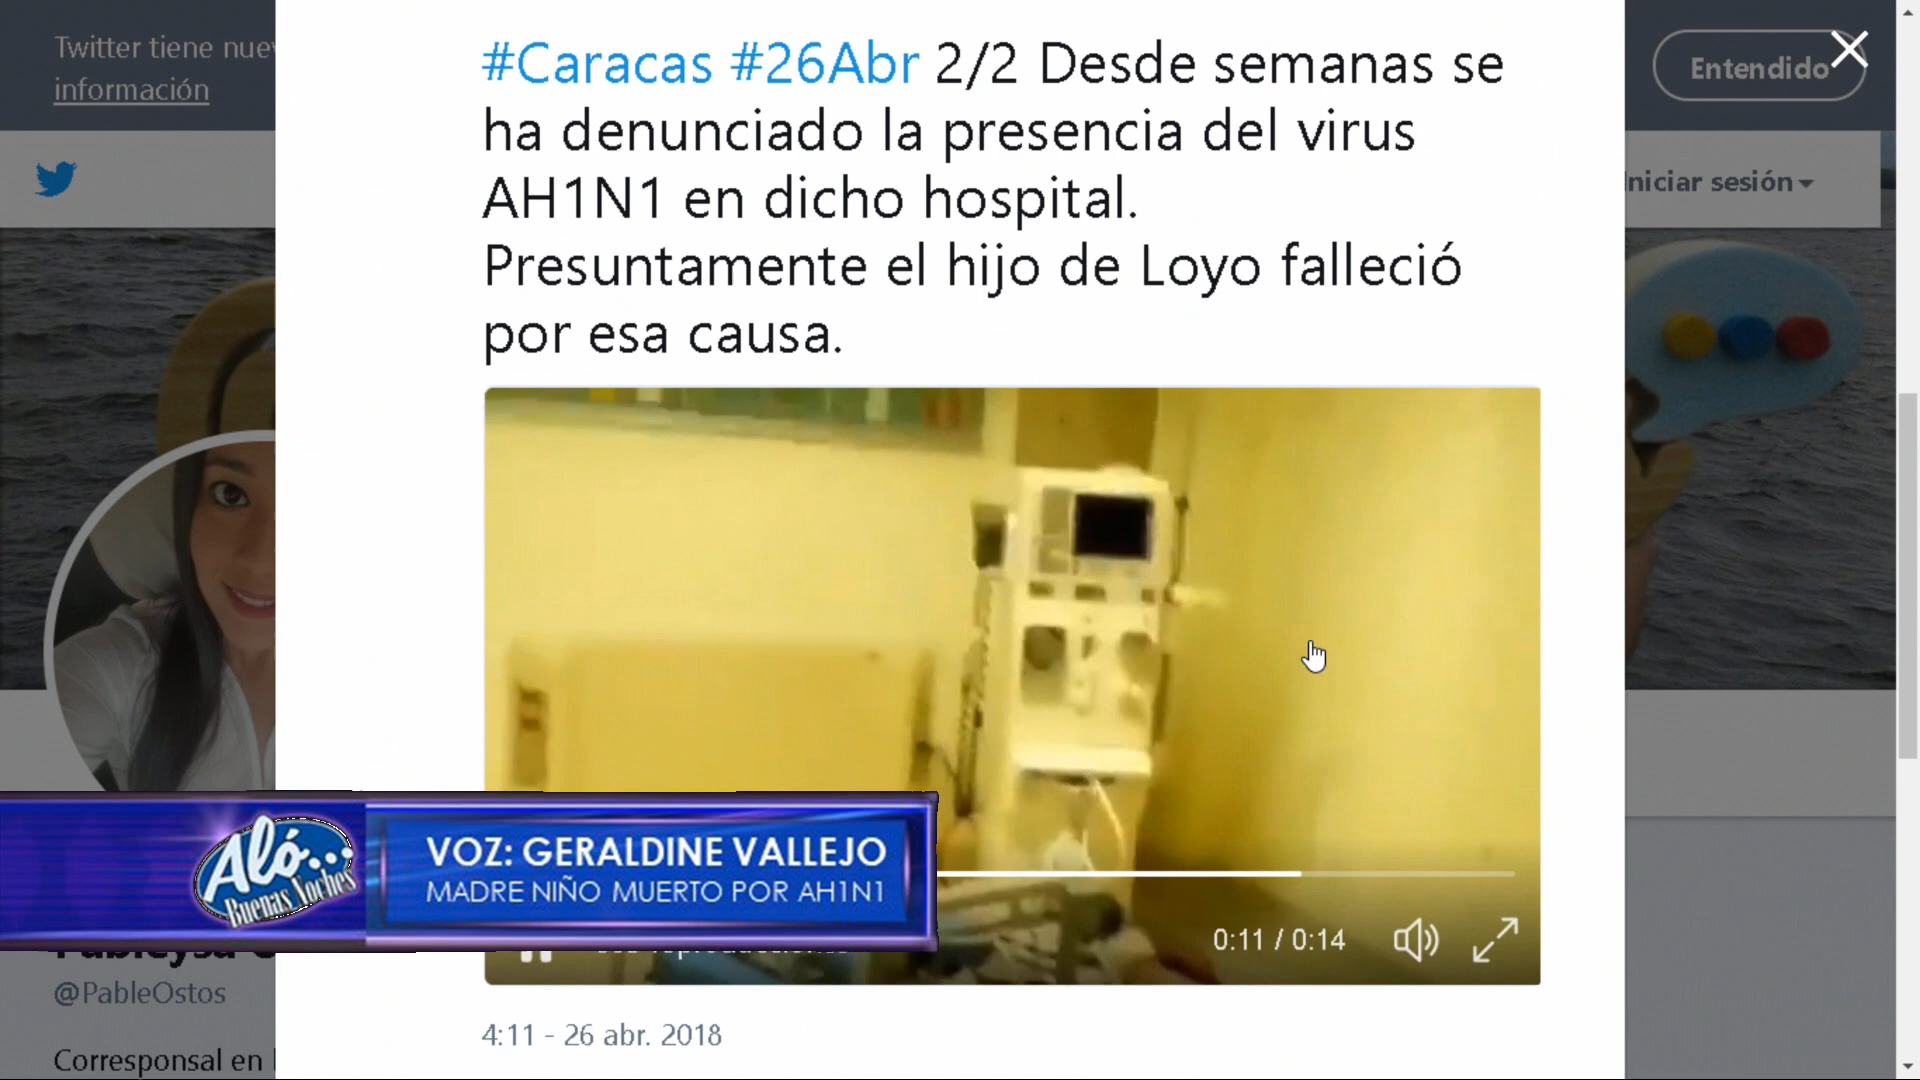 Twitter tiene
información
Entendido
#Caracas #26Abr 2/2 Desde semanas se
ha denunciado la presencia del virus
AH1N1 en dicho hospital.
Presuntamente el hijo de Loyo falleció
por esa causa.
Iniciar sesión
0:11 / 0:14
Aló...
Buenas Noches
VOZ: GERALDINE VALLEJO
MADRE NIÑO MUERTO POR AH1N1
@PableOstos
Corresponsal en
4:11 - 26 abr. 2018